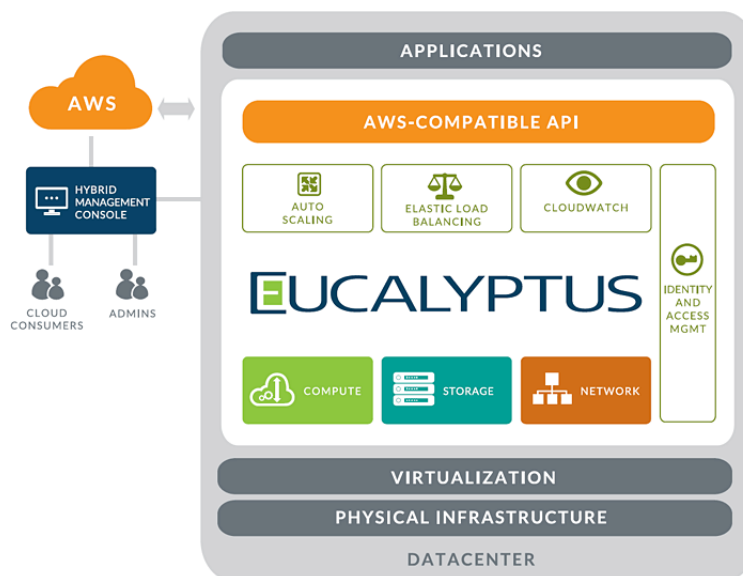 APPLICATIONS
AWS
AWS-COMPATIBLE API
HYBRID
MANAGEMENT
CONSOLE
AUTO
SCALING
ELASTIC LOAD
BALANCING
CLOUDWATCH
EUCALYPTUS
IDENTITY
AND
ACCESS
MGMT
CLOUD
CONSUMERS
ADMINS
COMPUTE
STORAGE
NETWORK
VIRTUALIZATION
PHYSICAL INFRASTRUCTURE
DATACENTER